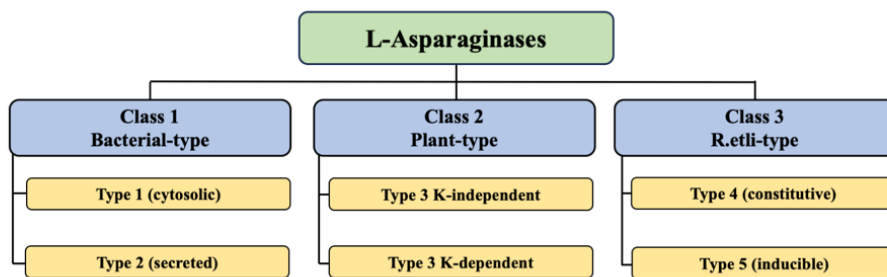 L-Asparaginases
Class 1
Bacterial-type
Class 2
Plant-type
Class 3
R.etli-type
Type 1 (cytosolic)
Type 3 K-independent
Type 4 (constitutive)
Type 2 (secreted)
Type 3 K-dependent
Type 5 (inducible)